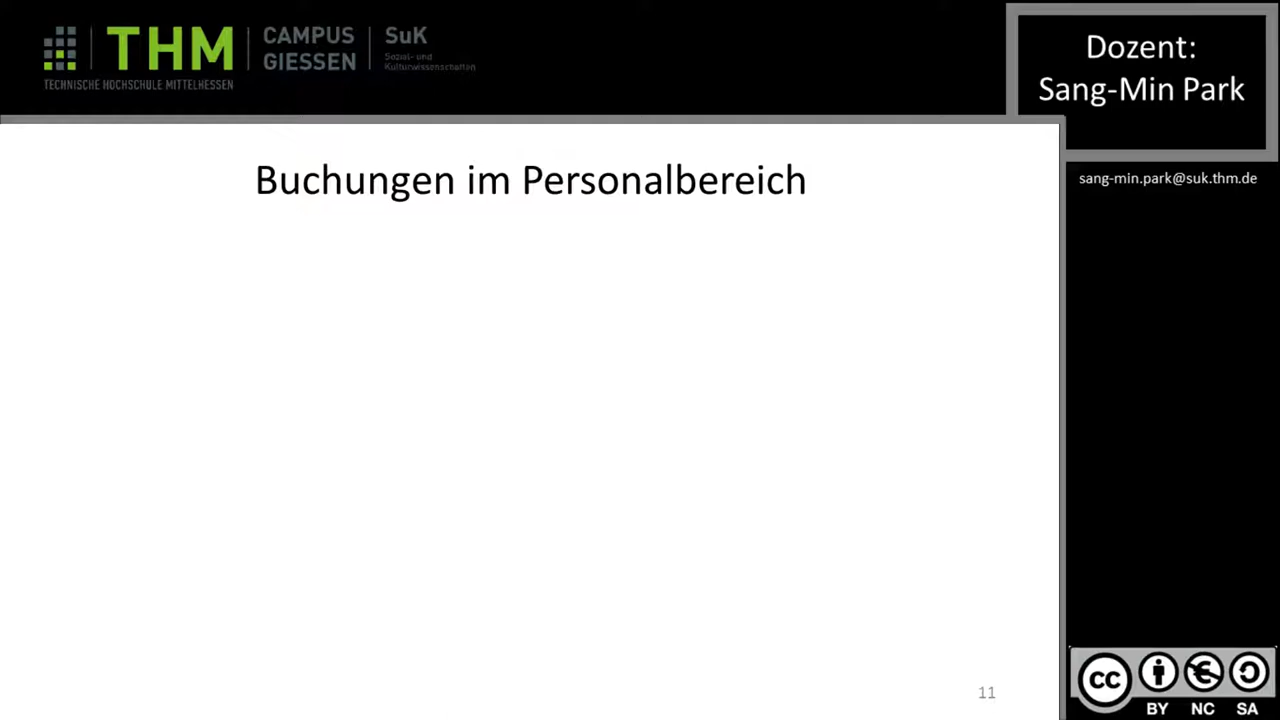 THM
CAMPUS
GIESSEN
SuK
Sozial- und
Kulturwissenschaften
TECHNISCHE HOCHSCHULE MITTELHESSEN
Dozent:
Sang-Min Park
sang-min.park@suk.thm.de
Buchungen im Personalbereich
11
CC
BY NC SA